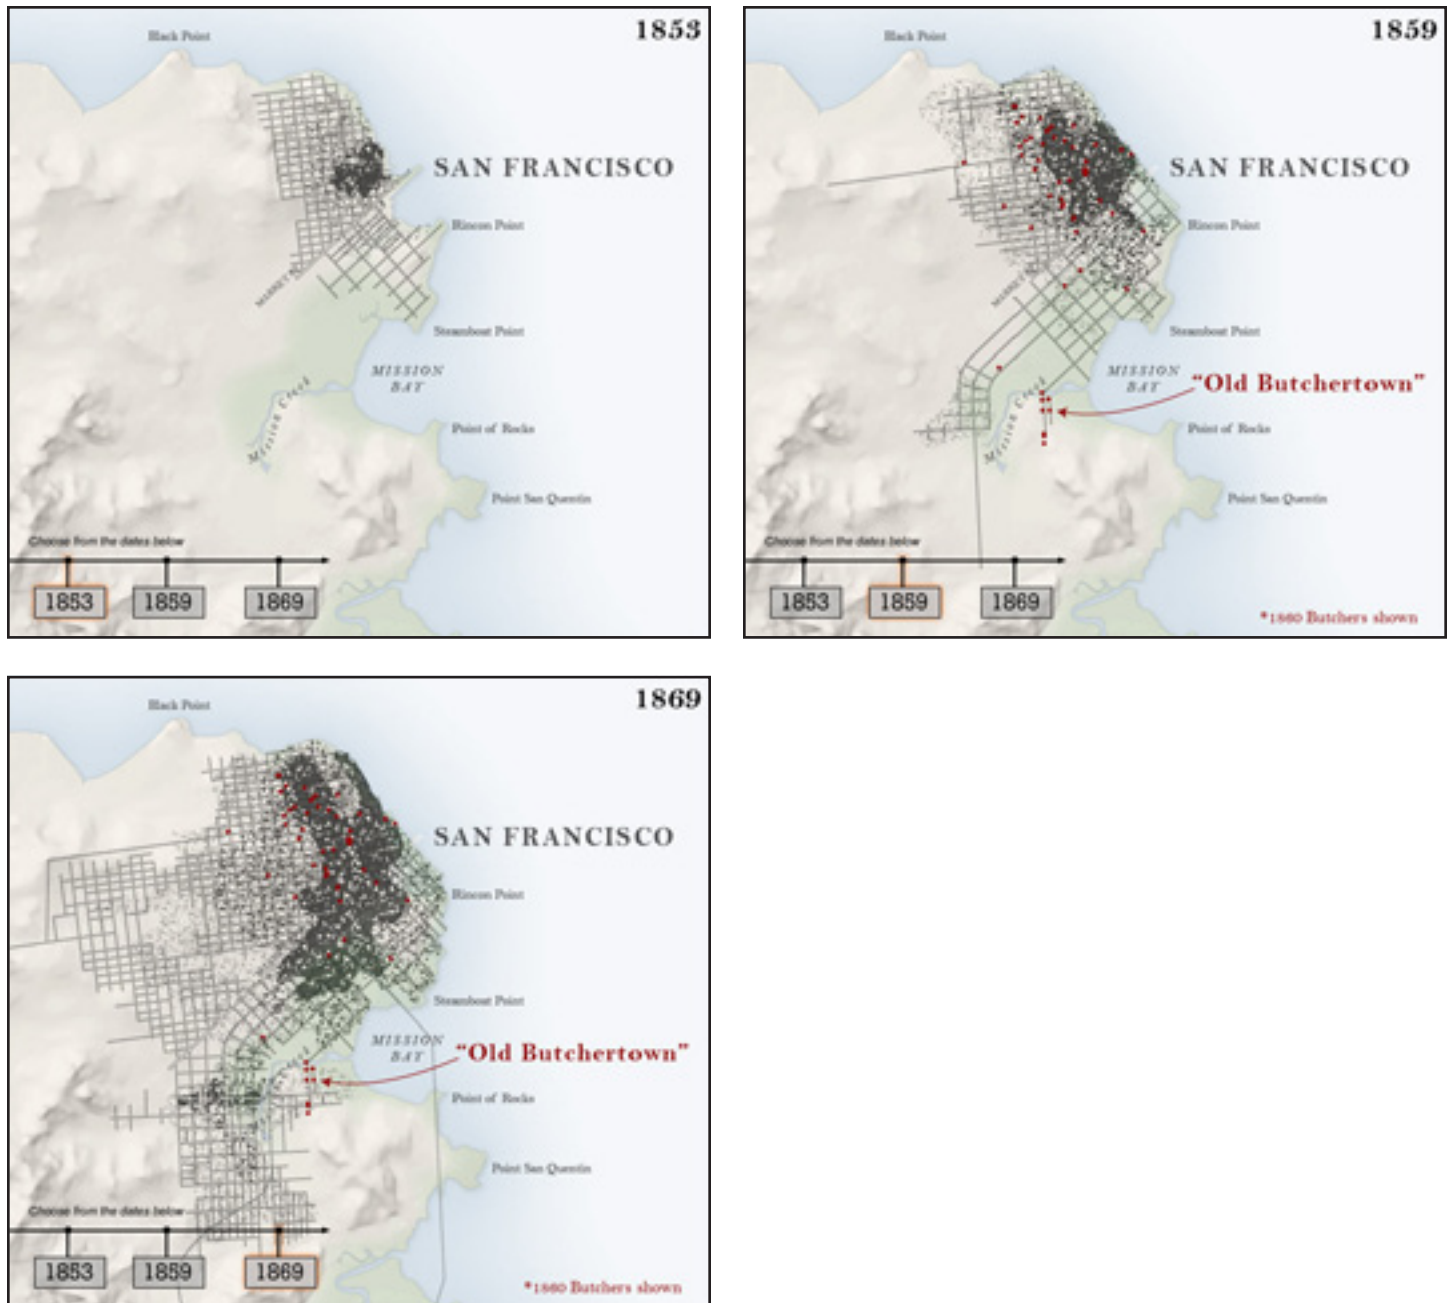 1853
Black Point
SAN FRANCISCO
Rincon Point
MARKET
Steamboat Point
MISSION
BAY
Mission Creek
Point of Rocks
Point San Quentin
Choose from the dates below
1853
1859
1869
1859
Black Point
SAN FRANCISCO
Rincon Point
MARKET
Steamboat Point
MISSION
BAY
"Old Butchertown"
Mission Creek
Point of Rocks
Point San Quentin
Choose from the dates below
1853
1859
1869
*1860 Butchers shown
1869
Black Point
SAN FRANCISCO
Rincon Point
Steamboat Point
MISSION
BAY
"Old Butchertown"
Point of Rocks
Point San Quentin
Choose from the dates below
1853
1859
1869
*1860 Butchers shown